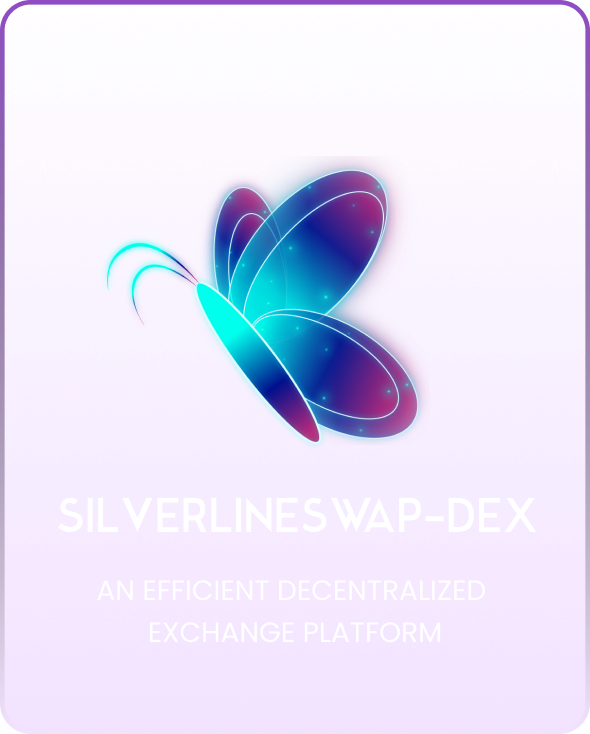 SILVERLINESWAP-DEX
AN EFFICIENT DECENTRALIZED
EXCHANGE PLATFORM